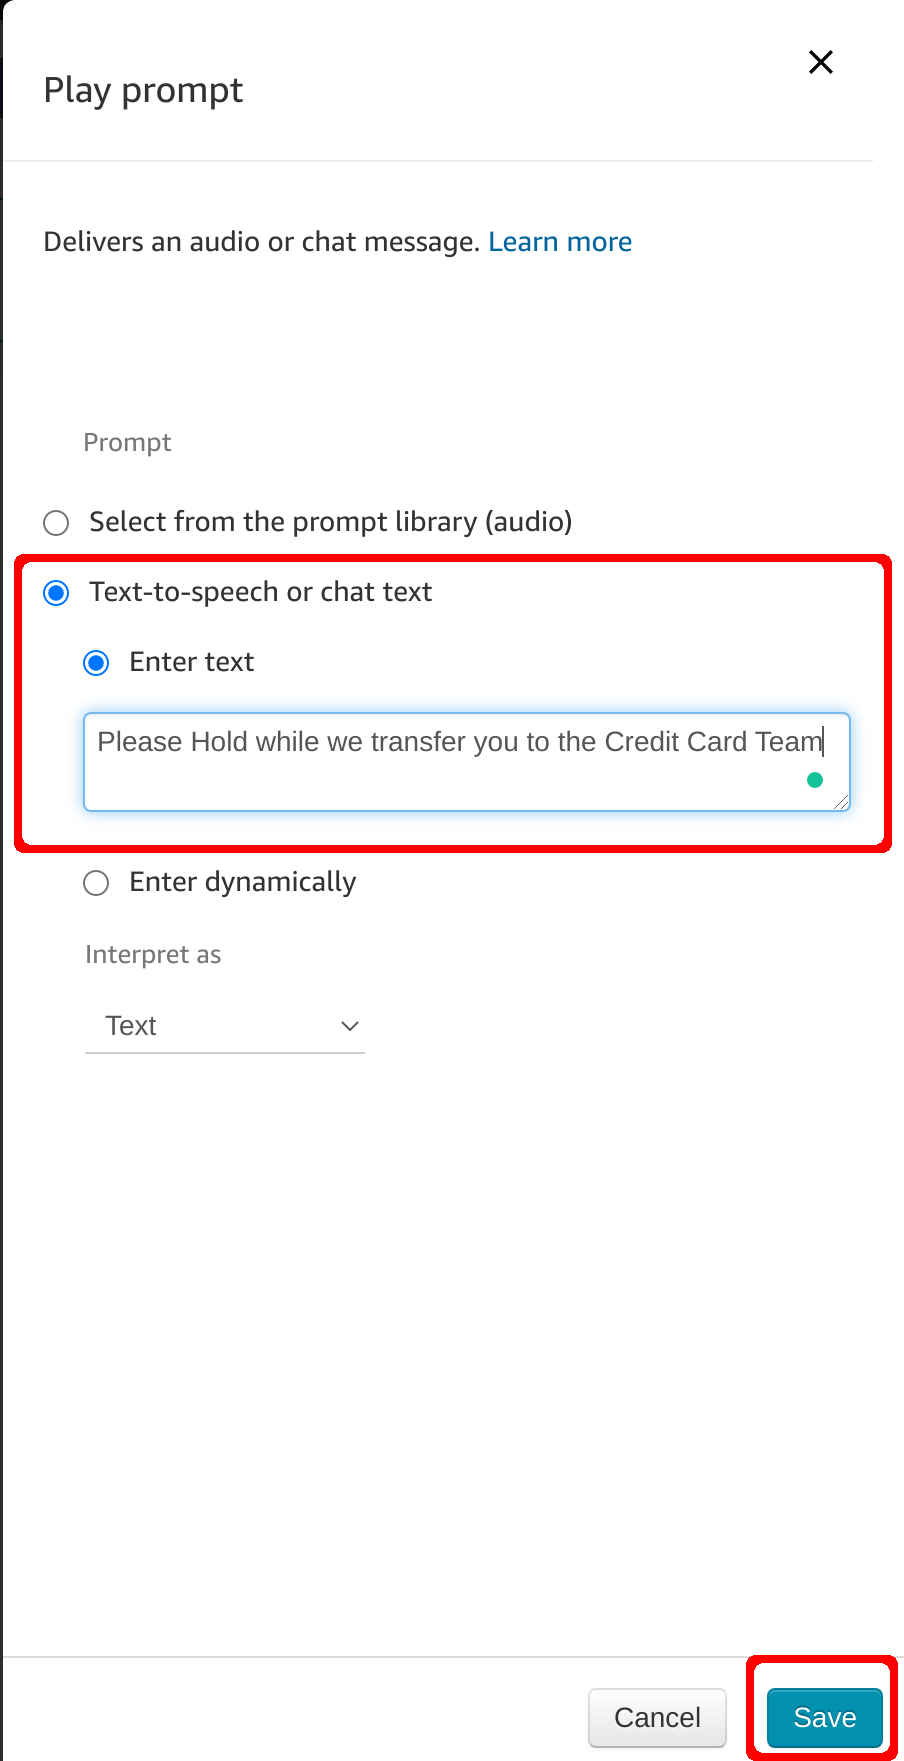 Play prompt
Delivers an audio or chat message. Learn more
Prompt
Select from the prompt library (audio)
Text-to-speech or chat text
Enter text
Please Hold while we transfer you to the Credit Card Team
Enter dynamically
Interpret as
Text
Cancel
Save